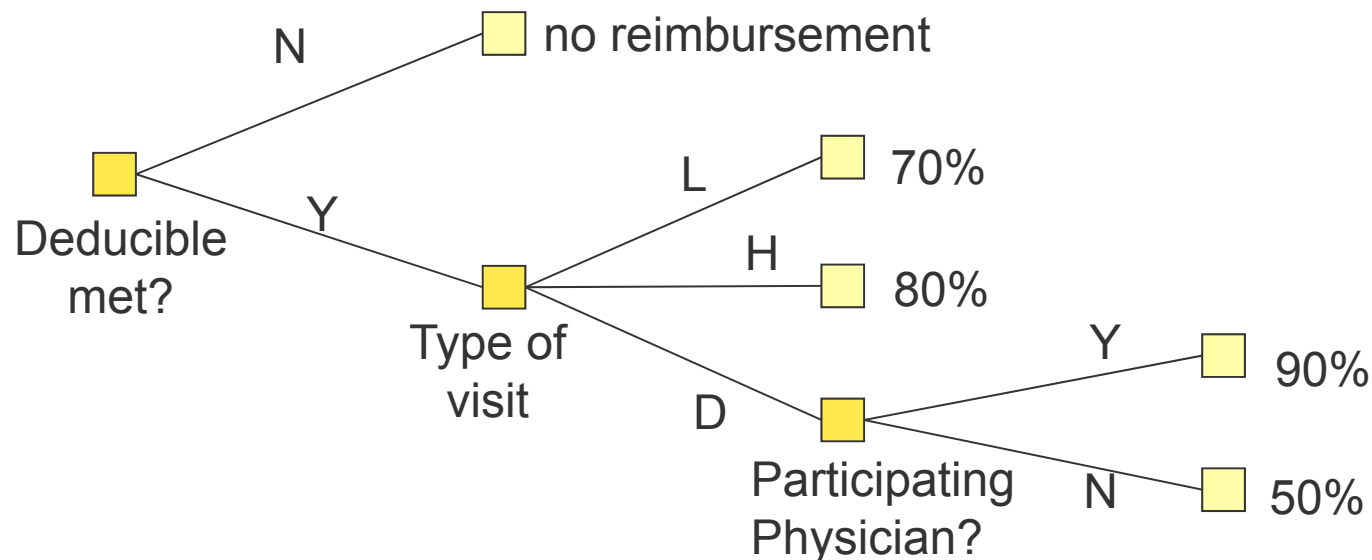 N
no reimbursement
L
70%
Y
Deducible
met?
H
80%
Type of
visit
Y
90%
D
Participating
Physician?
N
50%